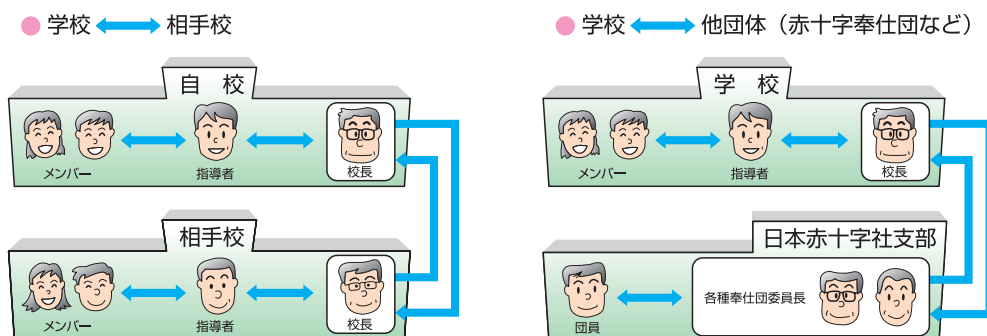 学校 相手校
自 校
メンバー 指導者 校長
相手校
メンバー 指導者 校長
学校 他団体（赤十字奉仕団など）
学 校
メンバー 指導者 校長
日本赤十字社支部
団員 各種奉仕団委員長